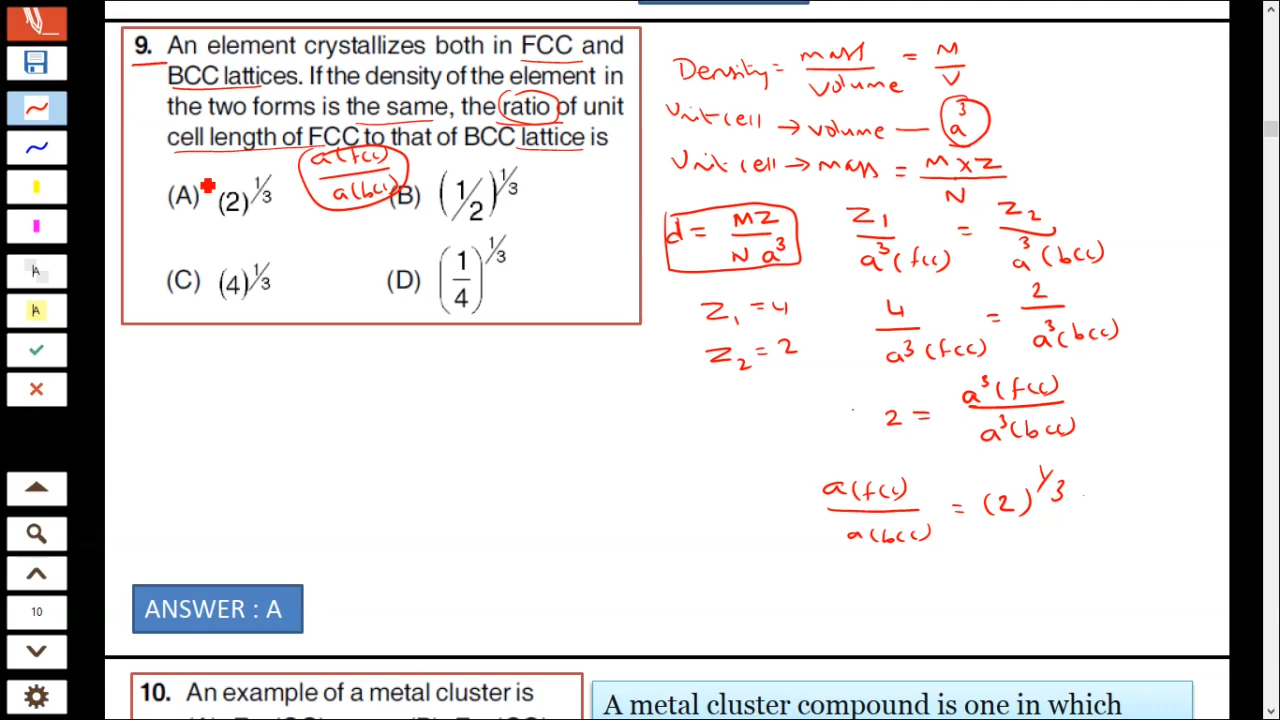 9. An element crystallizes both in FCC and
BCC lattices. If the density of the element in
the two forms is the same, the ratio of unit
cell length of FCC to that of BCC lattice is
a(fcc)
a(bcc)
(A) (2)^1/3 (B) (1/2)^1/3
(C) (4)^1/3 (D) (1/4)^1/3
Density = mass/volume = M/V
Unit cell → volume — a³
Unit cell → mass = M×Z/N
d = MZ/N a³
Z₁/a³(fcc) = Z₂/a³(bcc)
Z₁ = 4
Z₂ = 2
4/a³(fcc) = 2/a³(bcc)
2 = a³(fcc)/a³(bcc)
a(fcc)/a(bcc) = (2)^1/3
ANSWER : A
10
10. An example of a metal cluster is
A metal cluster compound is one in which